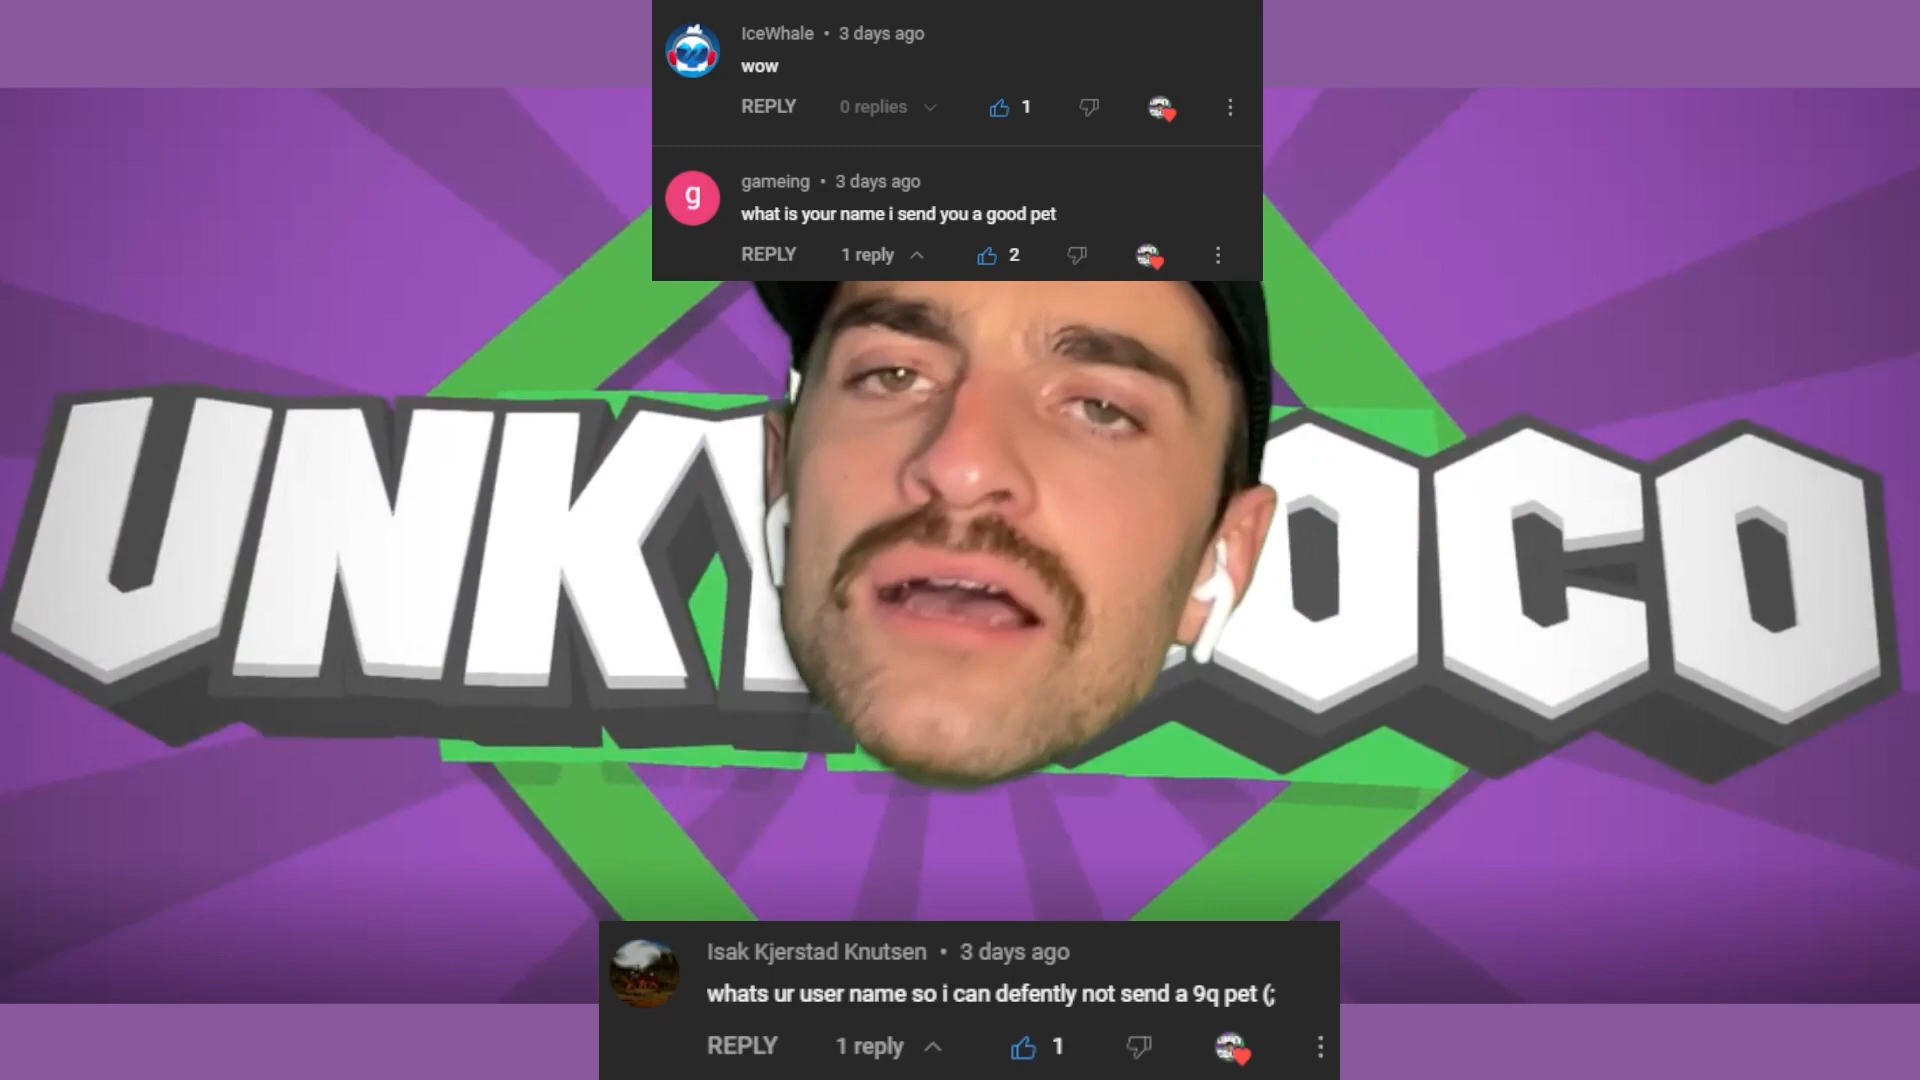 IceWhale • 3 days ago
wow
REPLY 0 replies 1
g
gameing • 3 days ago
what is your name i send you a good pet
REPLY 1 reply 2
UNKY OCO
Isak Kjerstad Knutsen • 3 days ago
whats ur user name so i can defently not send a 9q pet (;
REPLY 1 reply 1